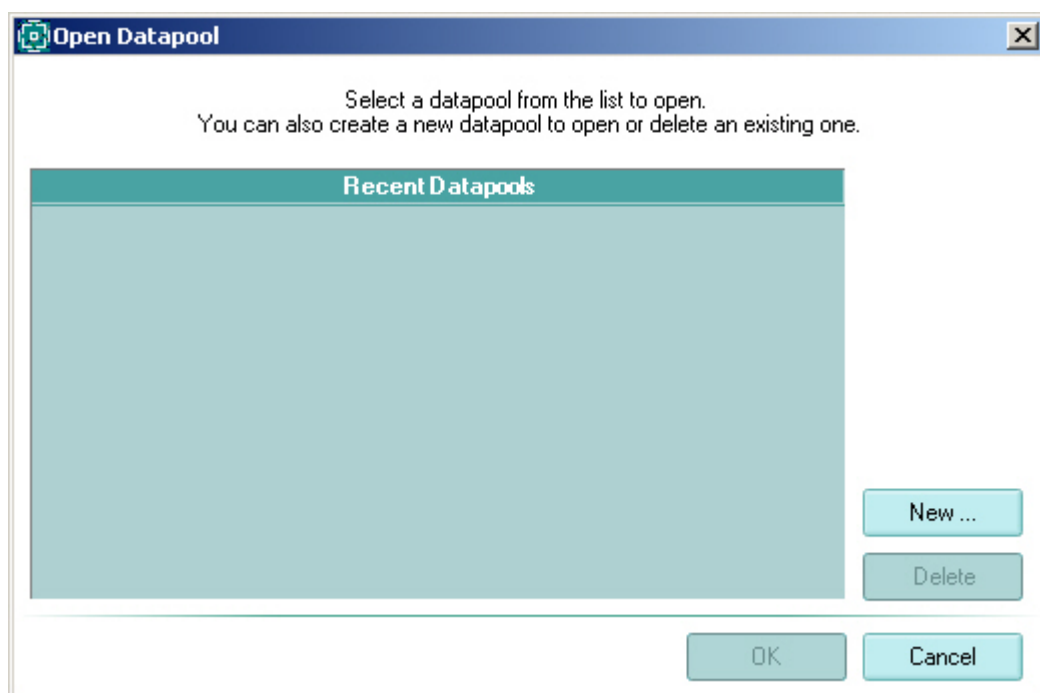 Open Datapool
Select a datapool from the list to open.
You can also create a new datapool to open or delete an existing one.
Recent Datapools
New ...
Delete
OK
Cancel